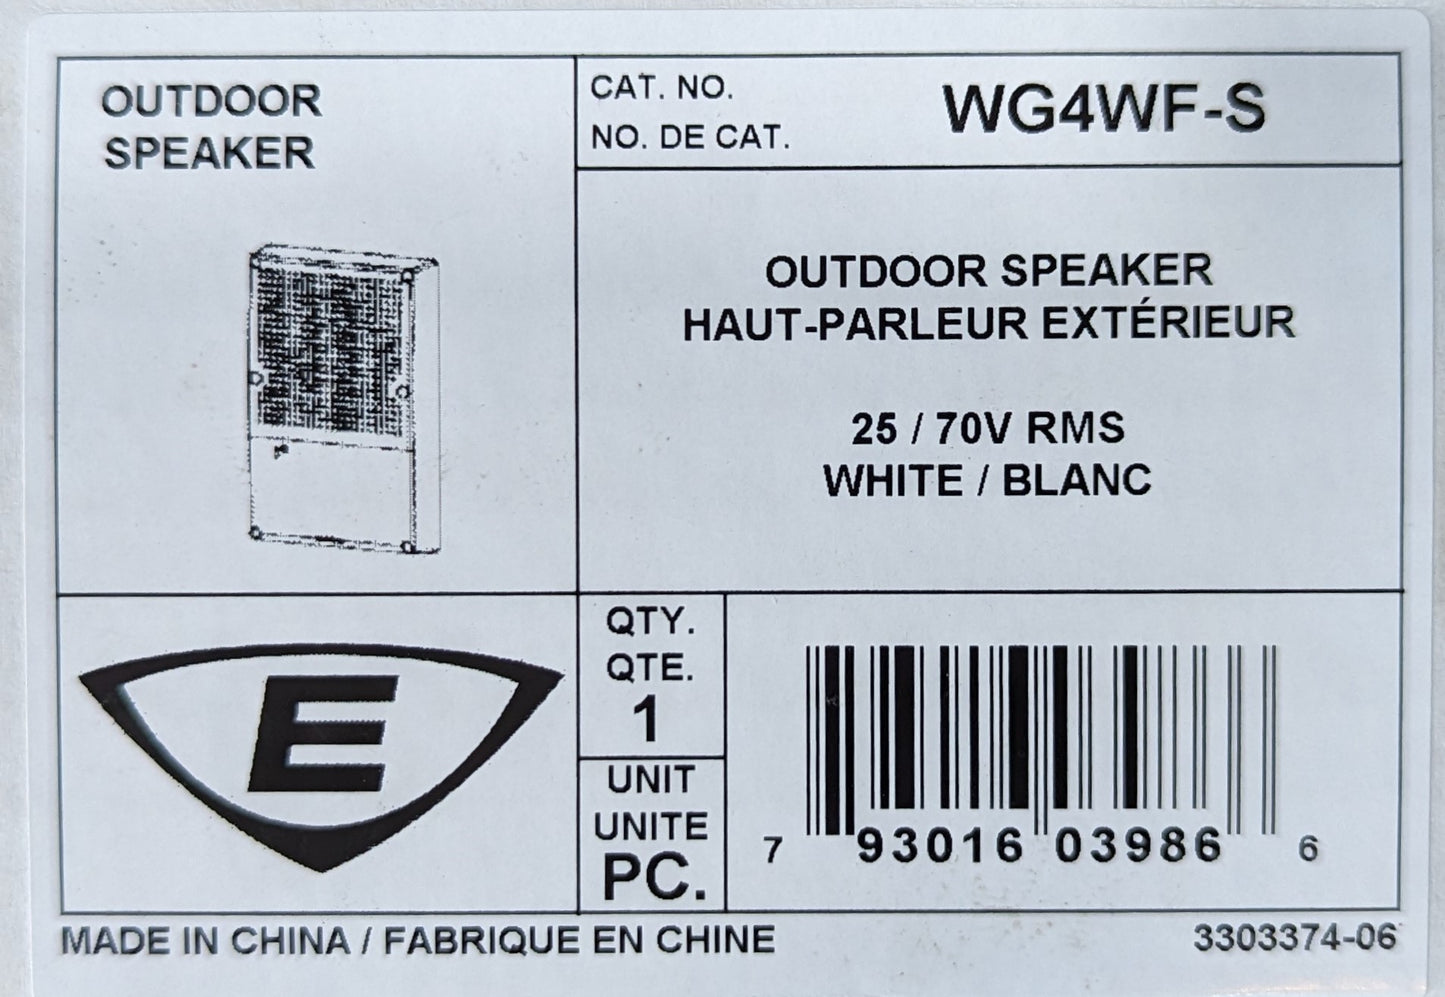 OUTDOOR
SPEAKER
CAT. NO.
NO. DE CAT.
WG4WF-S
OUTDOOR SPEAKER
HAUT-PARLEUR EXTÉRIEUR
25 / 70V RMS
WHITE / BLANC
E
QTY.
QTE.
1
UNIT
UNITE
PC.
7 93016 03986 6
MADE IN CHINA / FABRIQUE EN CHINE
3303374-06